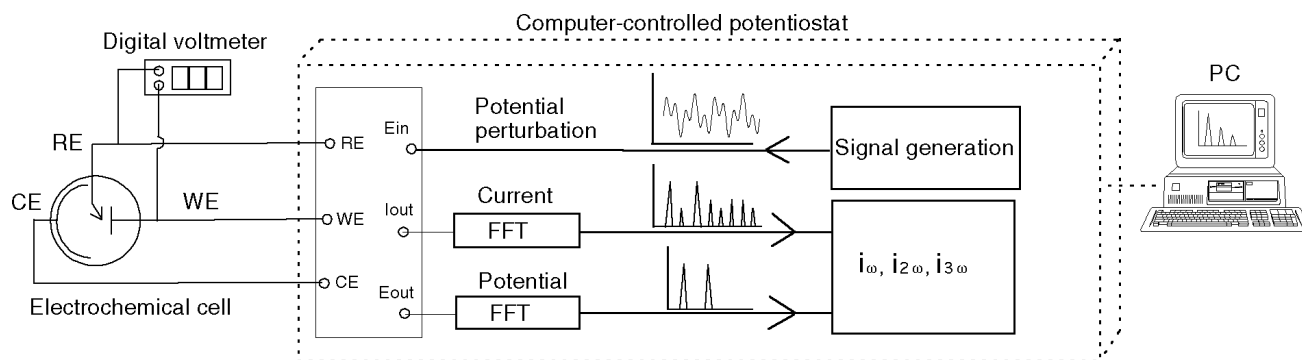 Computer-controlled potentiostat
Digital voltmeter
PC
RE
CE
WE
Electrochemical cell
RE
WE
CE
Ein
Iout
Eout
Potential
perturbation
Signal generation
Current
FFT
Potential
FFT
iω, i2ω, i3ω